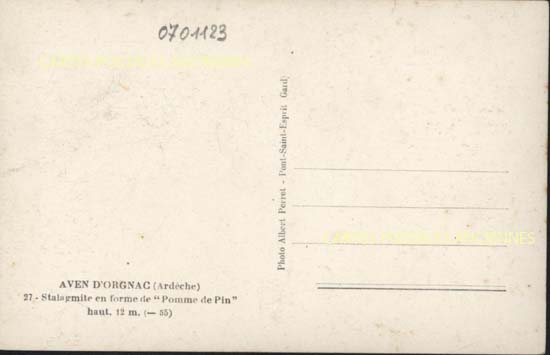 0701123
CARTES POSTALES ANCIENNES
Photo Albert Perret - Pont-Saint-Esprit Gard)
CARTES POSTALES ANCIENNES
AVEN D'ORGNAC (Ardèche)
27 - Stalagmite en forme de "Pomme de Pin"
haut. 12 m. (— 55)